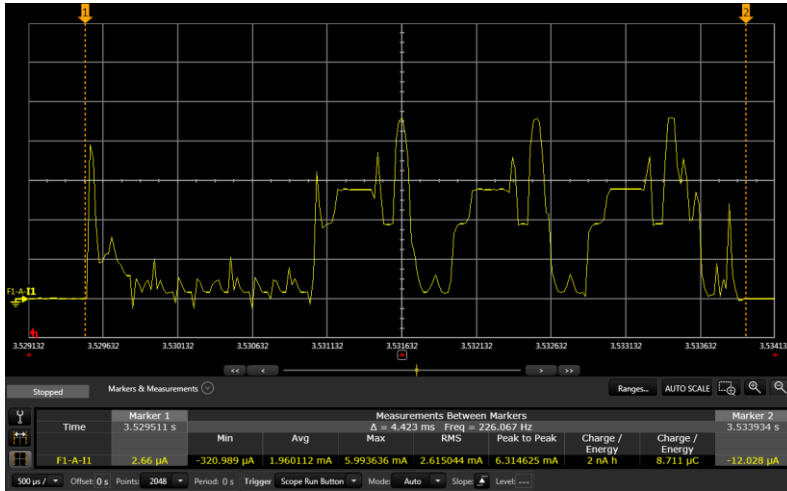 1 2
F1-A-I1
3.529132 3.529632 3.530132 3.530632 3.531132 3.531632 3.532132 3.532632 3.533132 3.533632 3.53413
<< < > >>
Stopped Markers & Measurements Ranges... AUTO SCALE
Marker 1 Measurements Between Markers Marker 2
Time 3.529511 s Δ = 4.423 ms Freq = 226.067 Hz 3.533934 s
Min Avg Max RMS Peak to Peak Charge / Energy Charge / Energy
F1-A-I1 2.66 µA -320.989 µA 1.960112 mA 5.993636 mA 2.615044 mA 6.314625 mA 2 nA h 8.711 µC -12.028 µA
500 µs / Offset: 0 s Points: 2048 Period: 0 s Trigger Scope Run Button Mode: Auto Slope: Level: ---